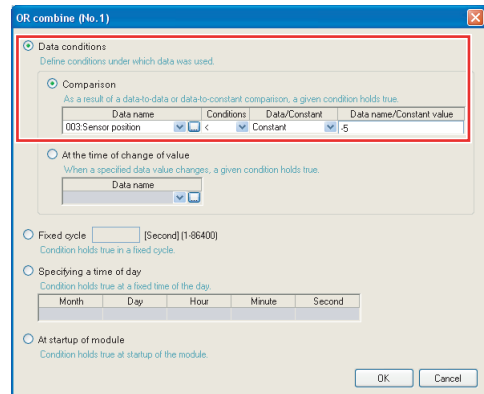 OR combine (No.1)
Data conditions
Define conditions under which data was used.
Comparison
As a result of a data-to-data or data-to-constant comparison, a given condition holds true.
Data name Conditions Data/Constant Data name/Constant value
003:Sensor position < Constant -5
At the time of change of value
When a specified data value changes, a given condition holds true.
Data name
Fixed cycle [Second] (1-86400)
Condition holds true in a fixed cycle.
Specifying a time of day
Condition holds true at a fixed time of the day.
Month Day Hour Minute Second
At startup of module
Condition holds true at startup of the module.
OK Cancel